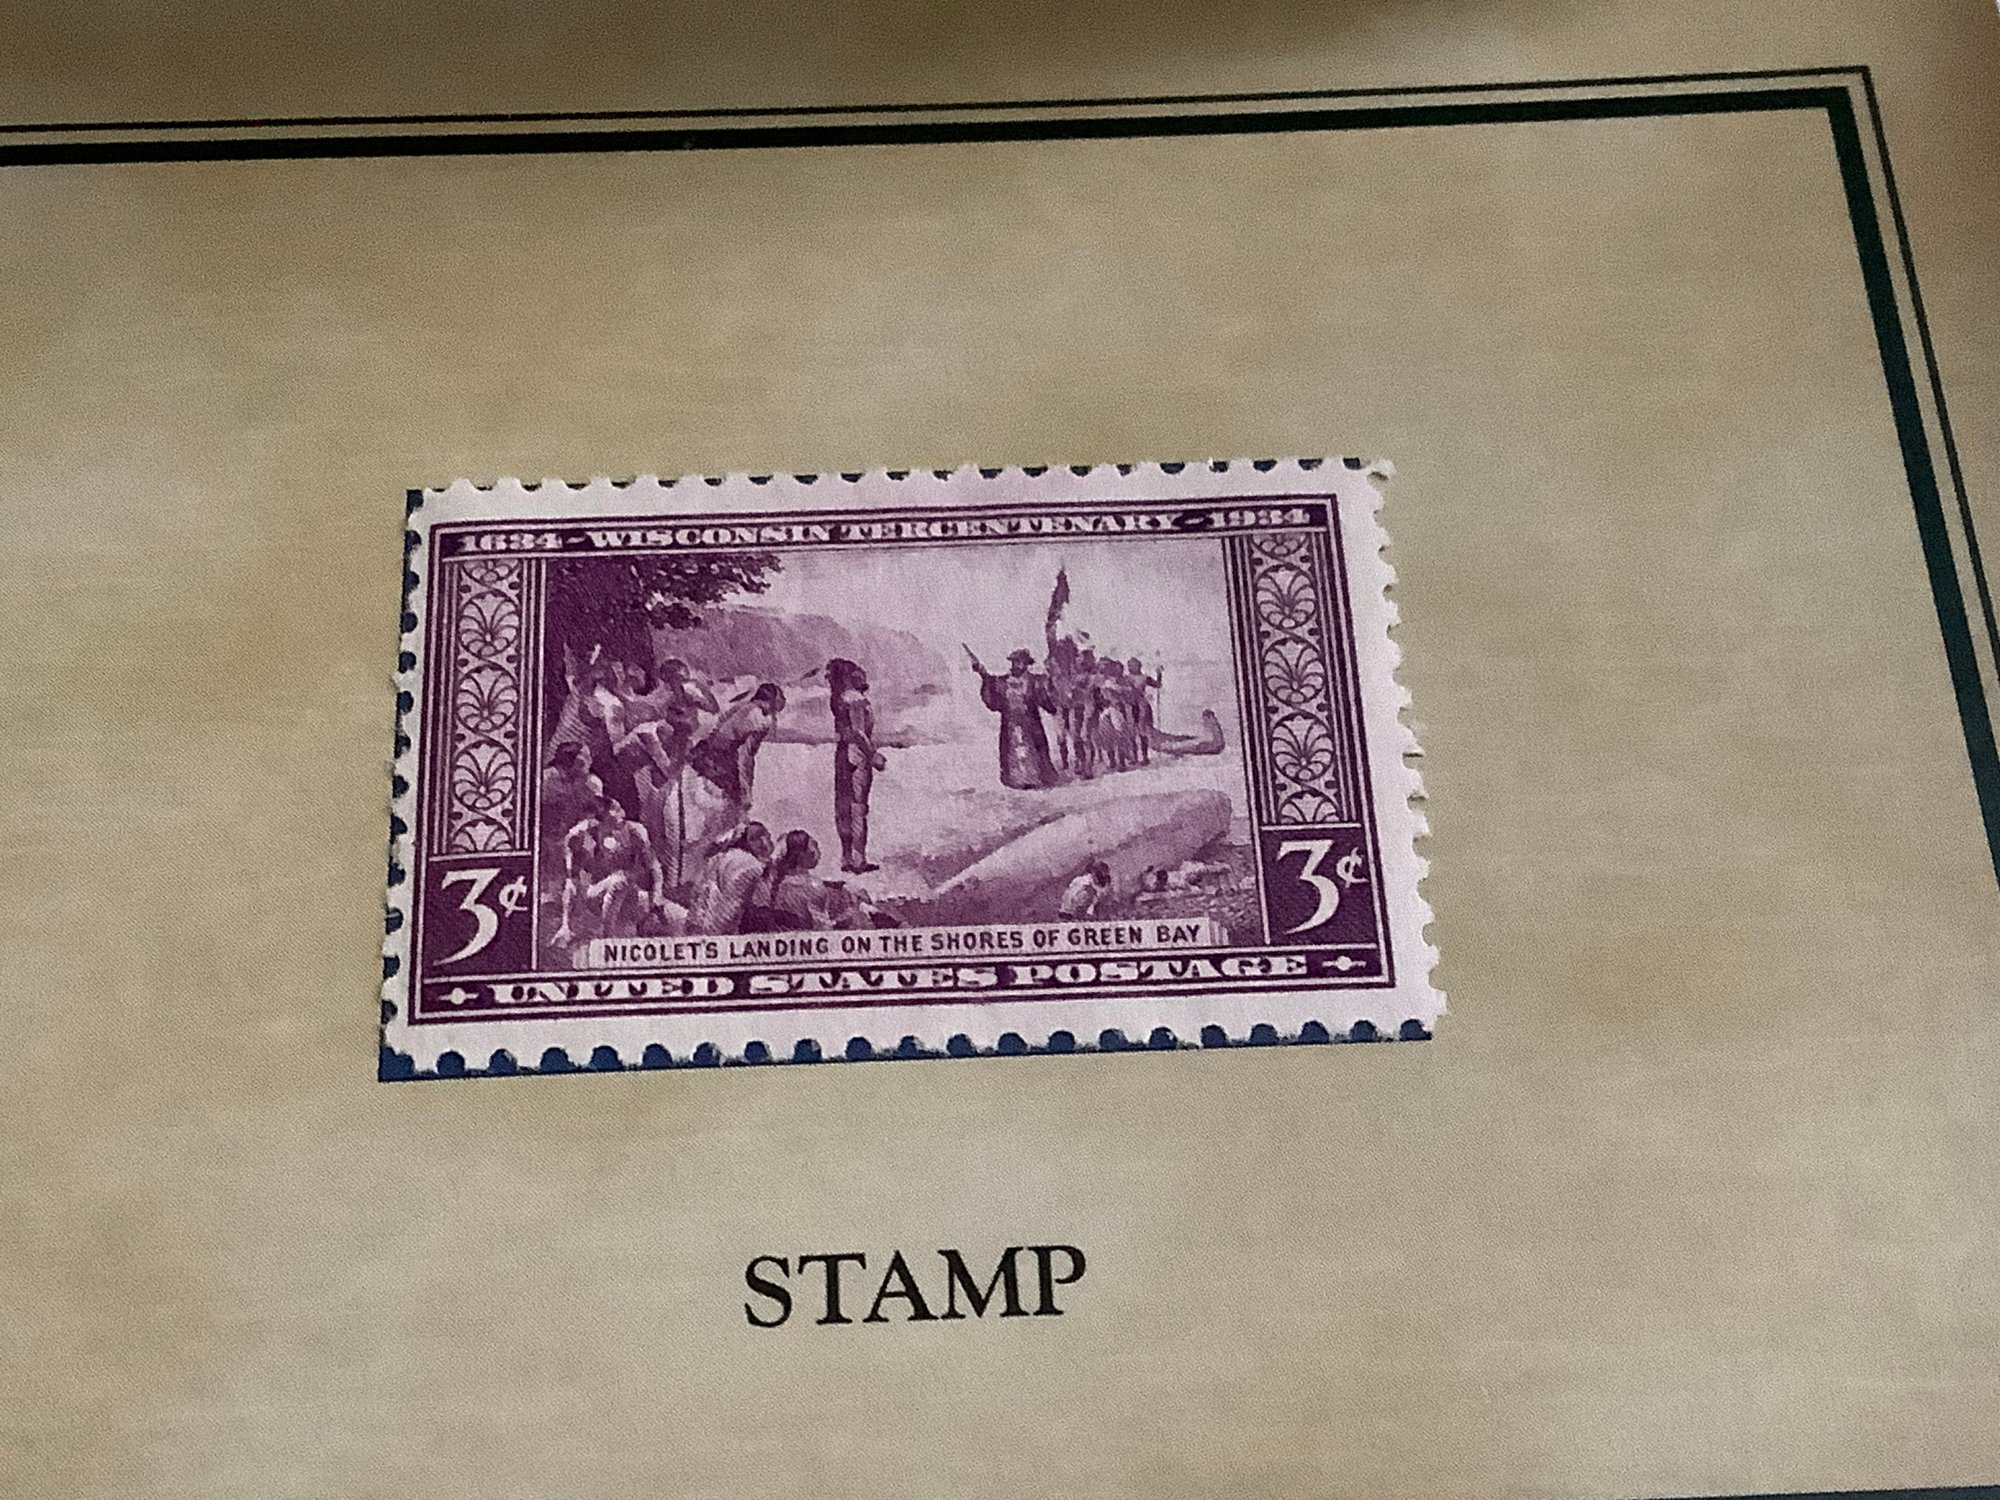 1634-WISCONSIN TERCENTENARY-1934
3¢ 3¢
NICOLET'S LANDING ON THE SHORES OF GREEN BAY
UNITED STATES POSTAGE
STAMP